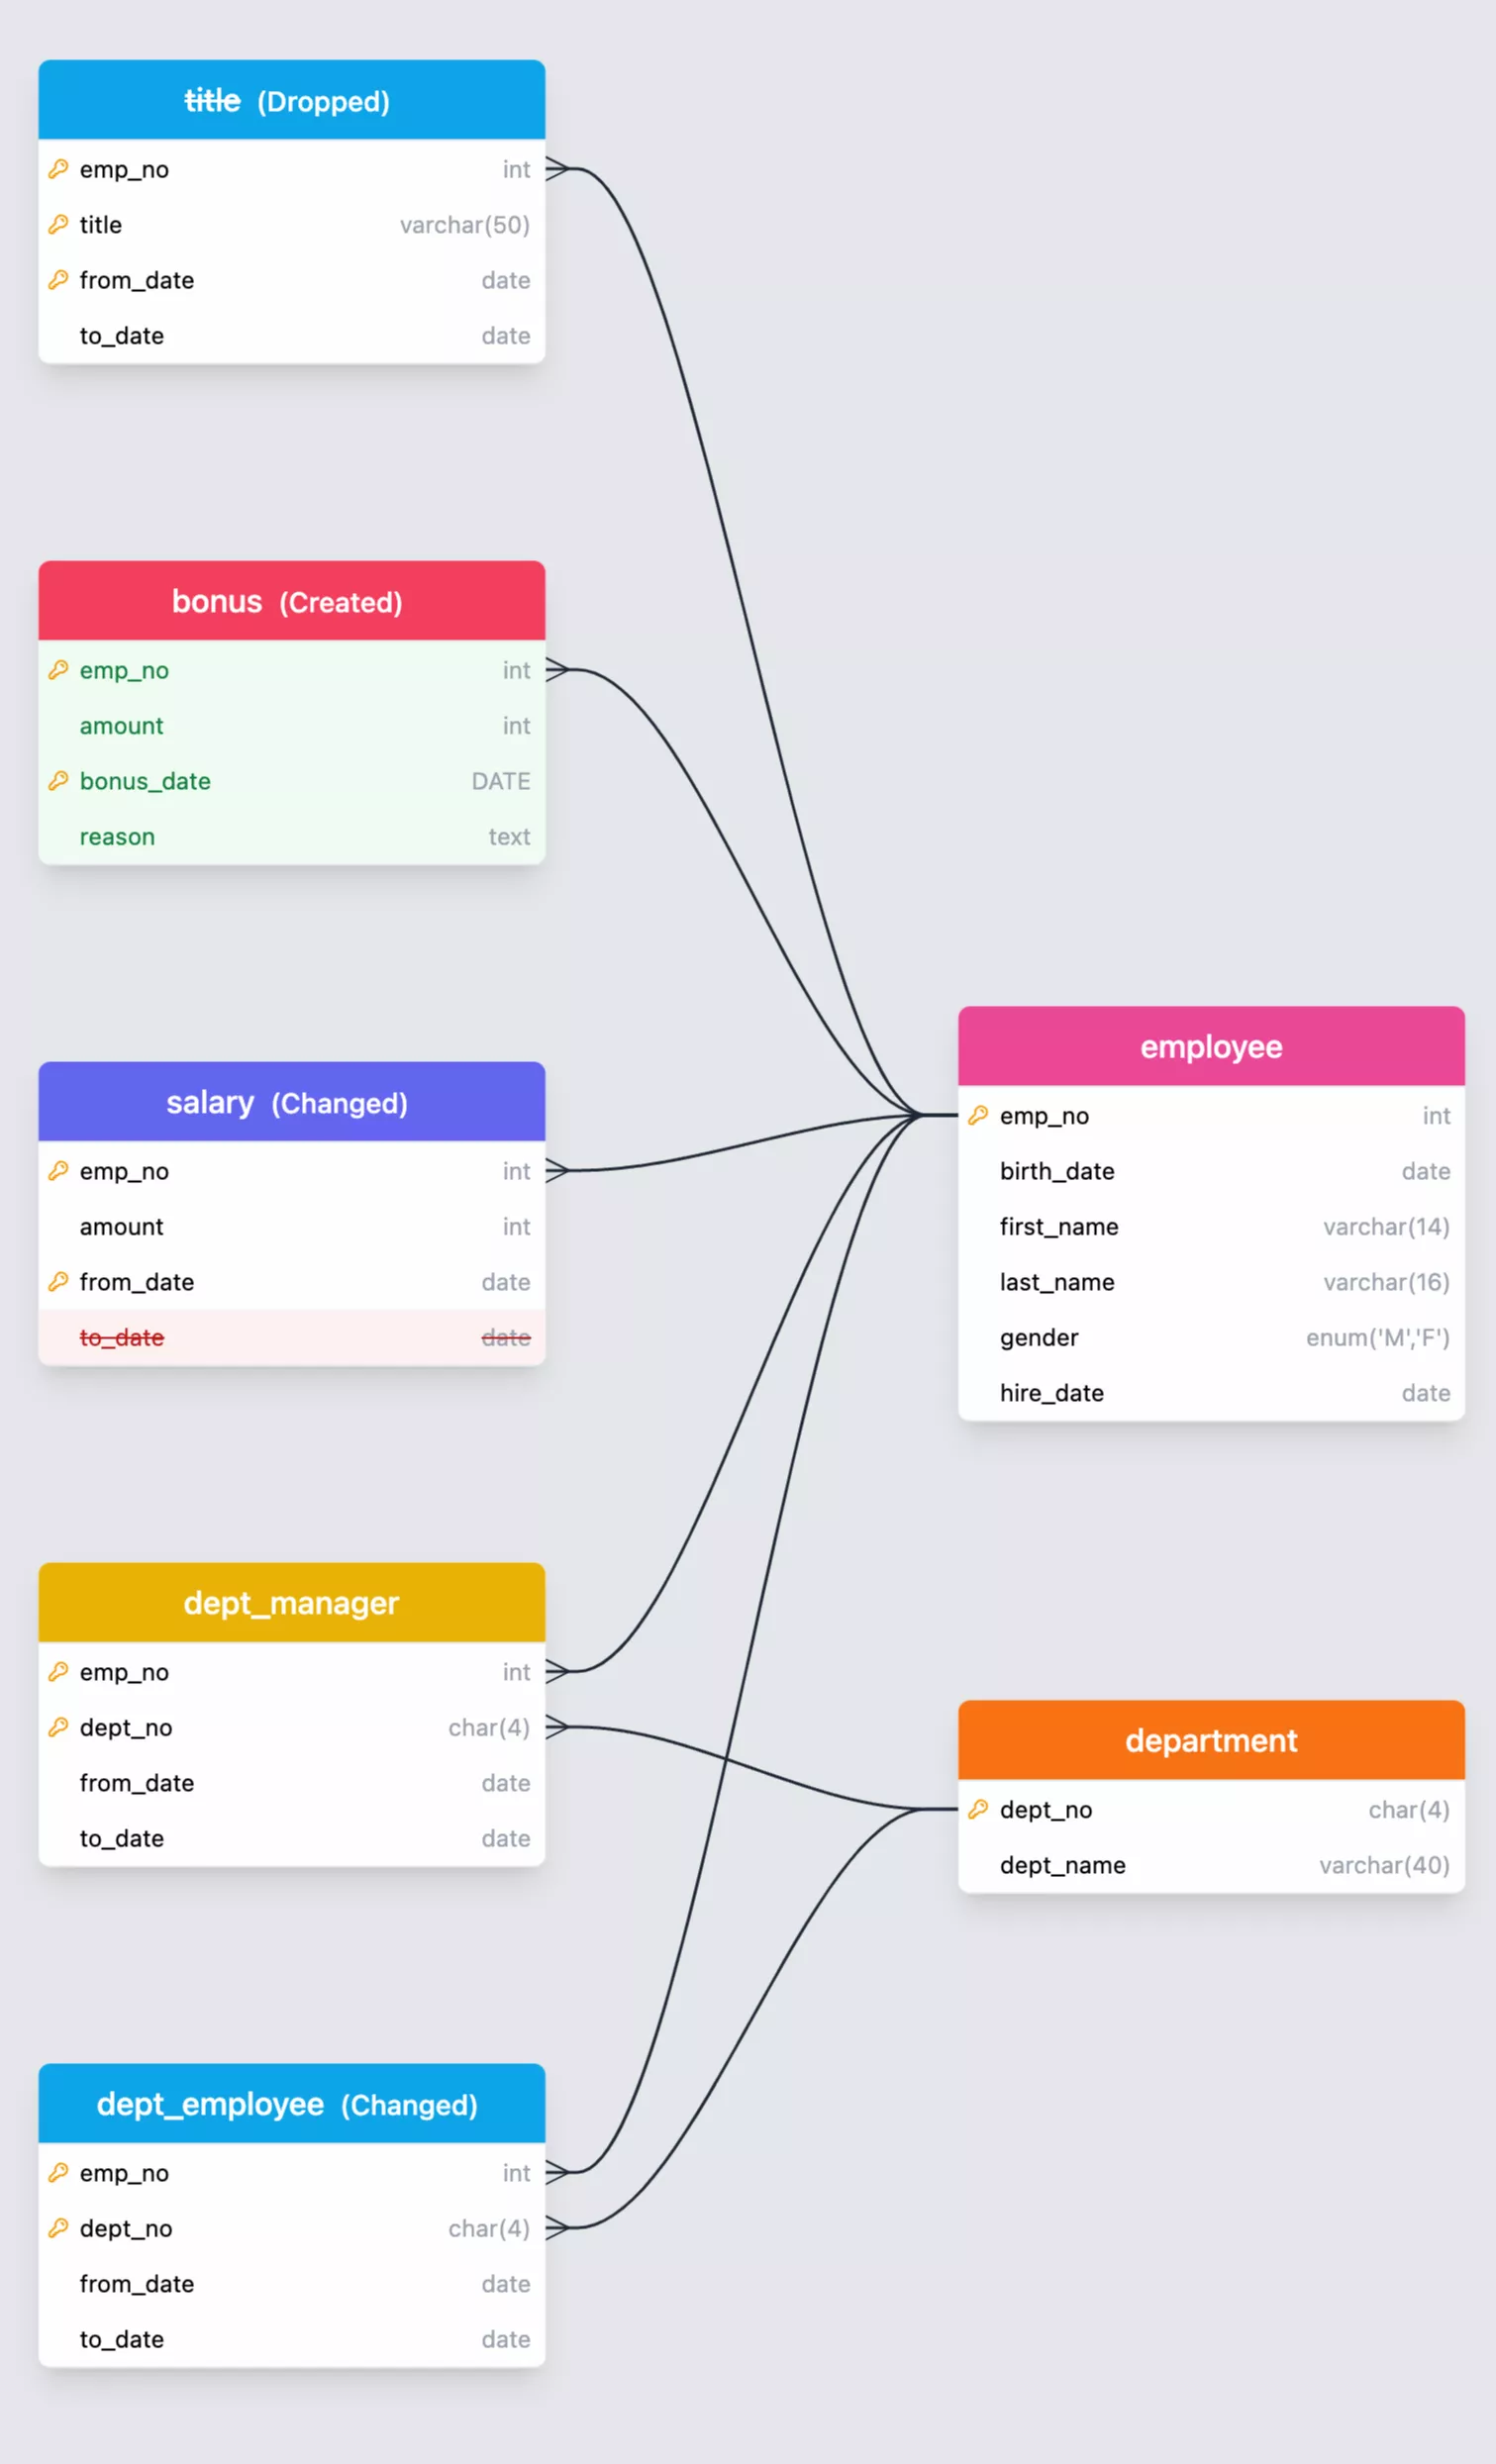 title (Dropped)
emp_no int
title varchar(50)
from_date date
to_date date
bonus (Created)
emp_no int
amount int
bonus_date DATE
reason text
salary (Changed)
emp_no int
amount int
from_date date
to_date date
employee
emp_no int
birth_date date
first_name varchar(14)
last_name varchar(16)
gender enum('M','F')
hire_date date
dept_manager
emp_no int
dept_no char(4)
from_date date
to_date date
department
dept_no char(4)
dept_name varchar(40)
dept_employee (Changed)
emp_no int
dept_no char(4)
from_date date
to_date date